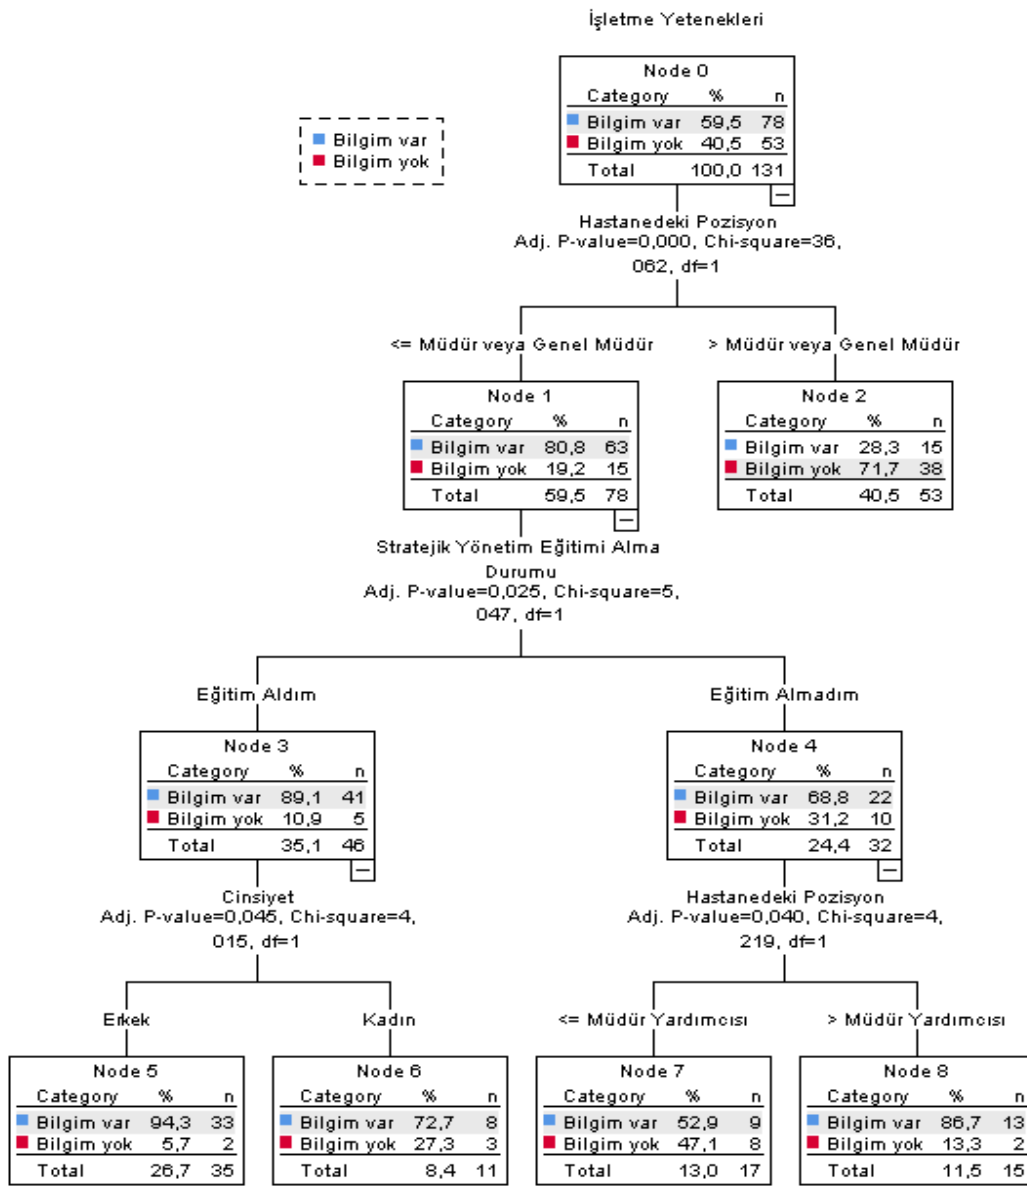 İşletme Yetenekleri
Node 0
Category % n
Bilgim var 59,5 78
Bilgim yok 40,5 53
Total 100,0 131
Bilgim var
Bilgim yok
Hastanedeki Pozisyon
Adj. P-value=0,000, Chi-square=36,
062, df=1
<= Müdür veya Genel Müdür
> Müdür veya Genel Müdür
Node 1
Category % n
Bilgim var 80,8 63
Bilgim yok 19,2 15
Total 59,5 78
Node 2
Category % n
Bilgim var 28,3 15
Bilgim yok 71,7 38
Total 40,5 53
Stratejik Yönetim Eğitimi Alma
Durumu
Adj. P-value=0,025, Chi-square=5,
047, df=1
Eğitim Aldım
Eğitim Almadım
Node 3
Category % n
Bilgim var 89,1 41
Bilgim yok 10,9 5
Total 35,1 46
Node 4
Category % n
Bilgim var 68,8 22
Bilgim yok 31,2 10
Total 24,4 32
Cinsiyet
Adj. P-value=0,045, Chi-square=4,
015, df=1
Hastanedeki Pozisyon
Adj. P-value=0,040, Chi-square=4,
219, df=1
Erkek
Kadın
<= Müdür Yardımcısı
> Müdür Yardımcısı
Node 5
Category % n
Bilgim var 94,3 33
Bilgim yok 5,7 2
Total 26,7 35
Node 6
Category % n
Bilgim var 72,7 8
Bilgim yok 27,3 3
Total 8,4 11
Node 7
Category % n
Bilgim var 52,9 9
Bilgim yok 47,1 8
Total 13,0 17
Node 8
Category % n
Bilgim var 86,7 13
Bilgim yok 13,3 2
Total 11,5 15